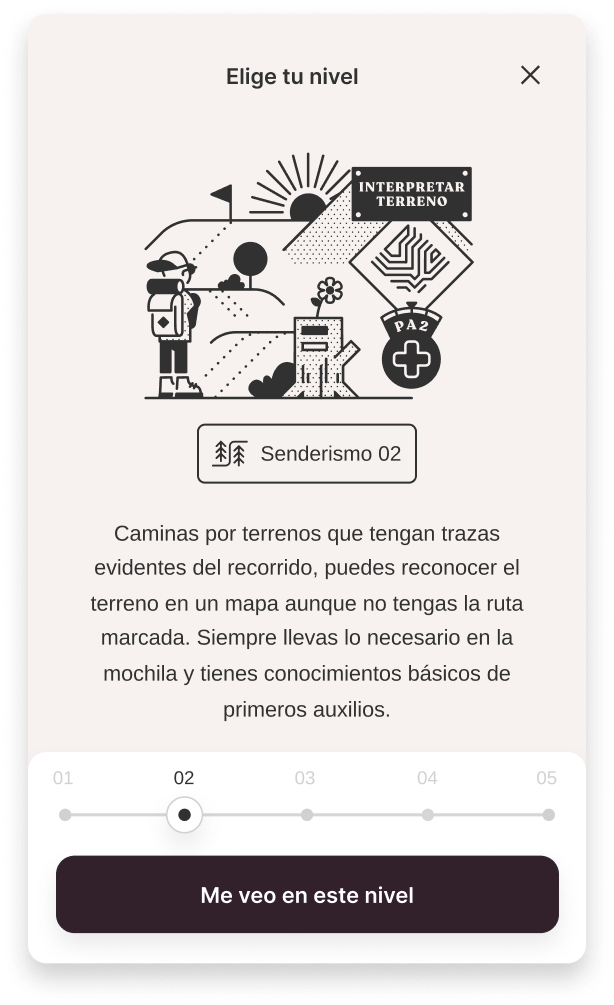 Elige tu nivel
INTERPRETAR
TERRENO
PA2
Senderismo 02
Caminas por terrenos que tengan trazas
evidentes del recorrido, puedes reconocer el
terreno en un mapa aunque no tengas la ruta
marcada. Siempre llevas lo necesario en la
mochila y tienes conocimientos básicos de
primeros auxilios.
01 02 03 04 05
Me veo en este nivel